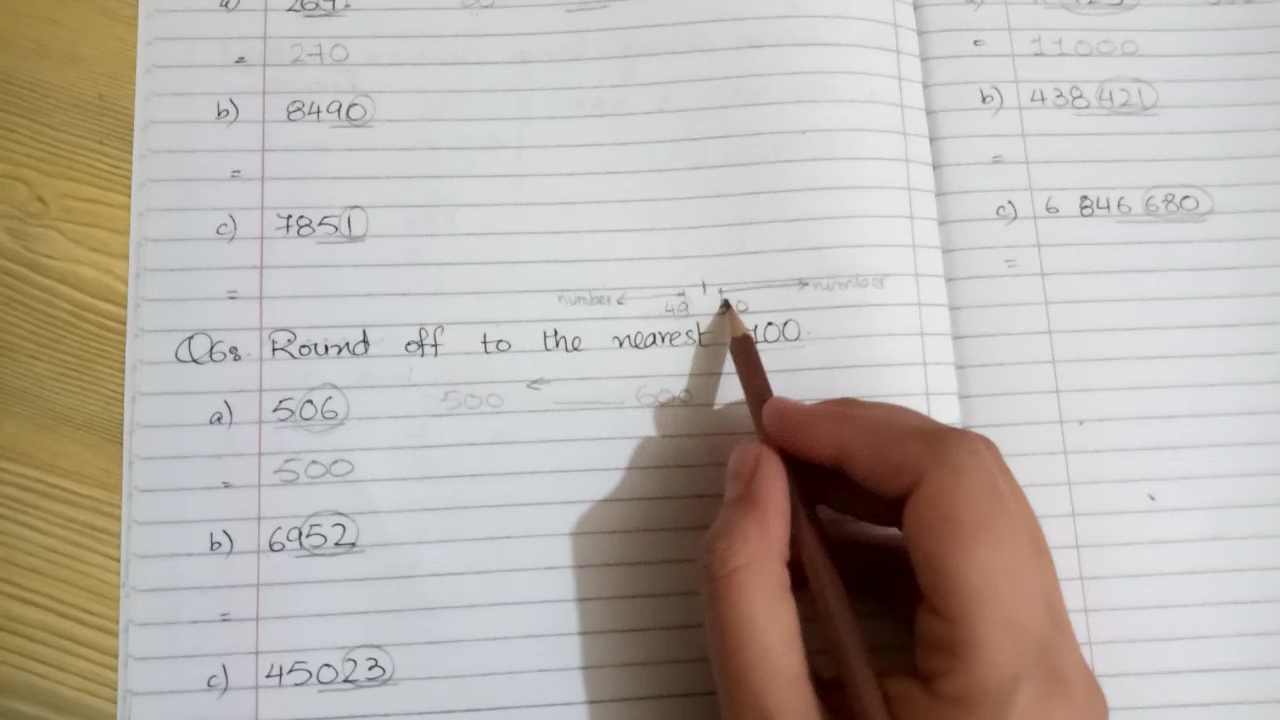 = 270
b) 8490
=
c) 7851
=
number < 49 50 → number
Q6. Round off to the nearest 100
a) 506 500 ← 600
= 500
b) 6952
=
c) 45023
= 11000
b) 438 421
=
c) 6 846 680
=